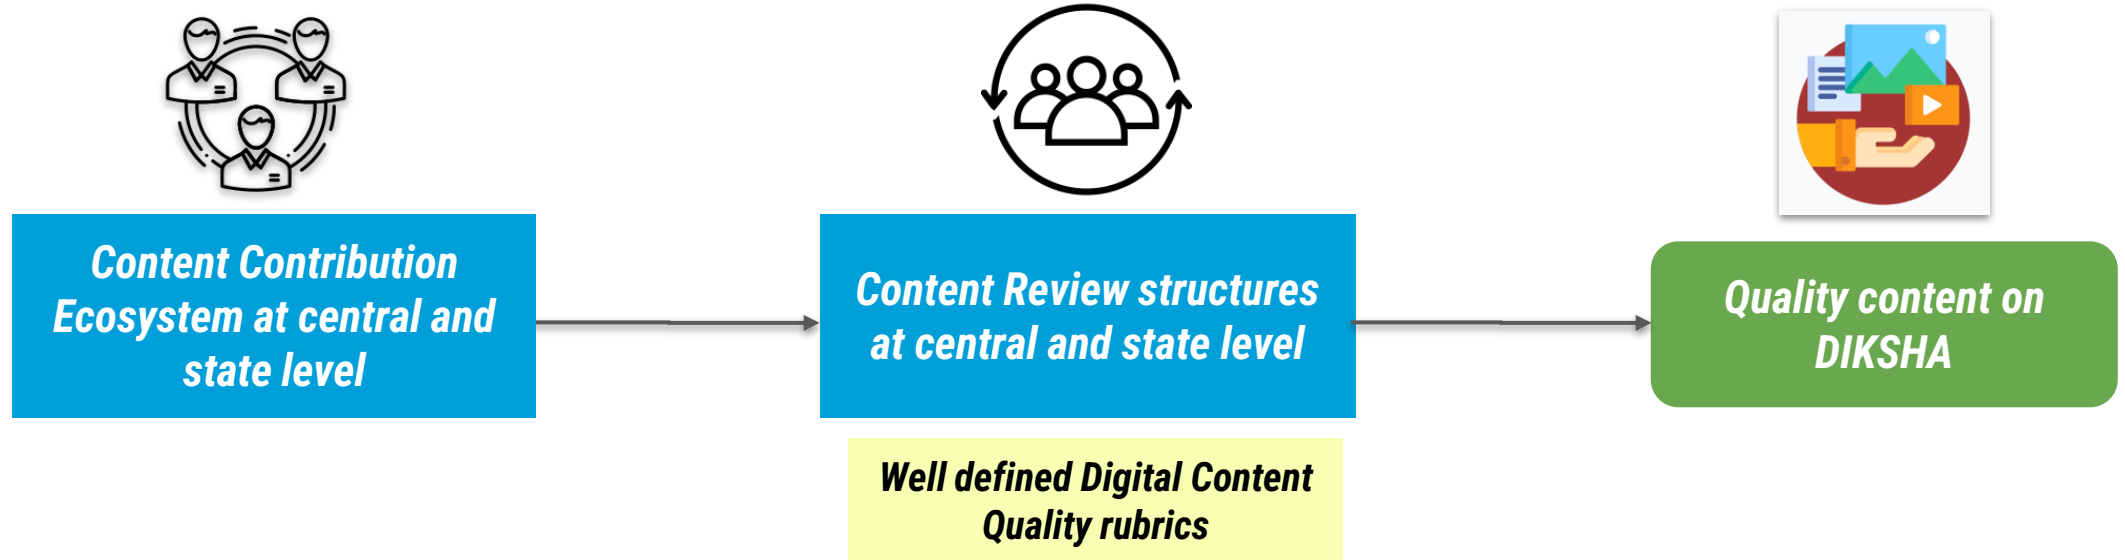 Content Contribution
Ecosystem at central and
state level
Content Review structures
at central and state level
Well defined Digital Content
Quality rubrics
Quality content on
DIKSHA